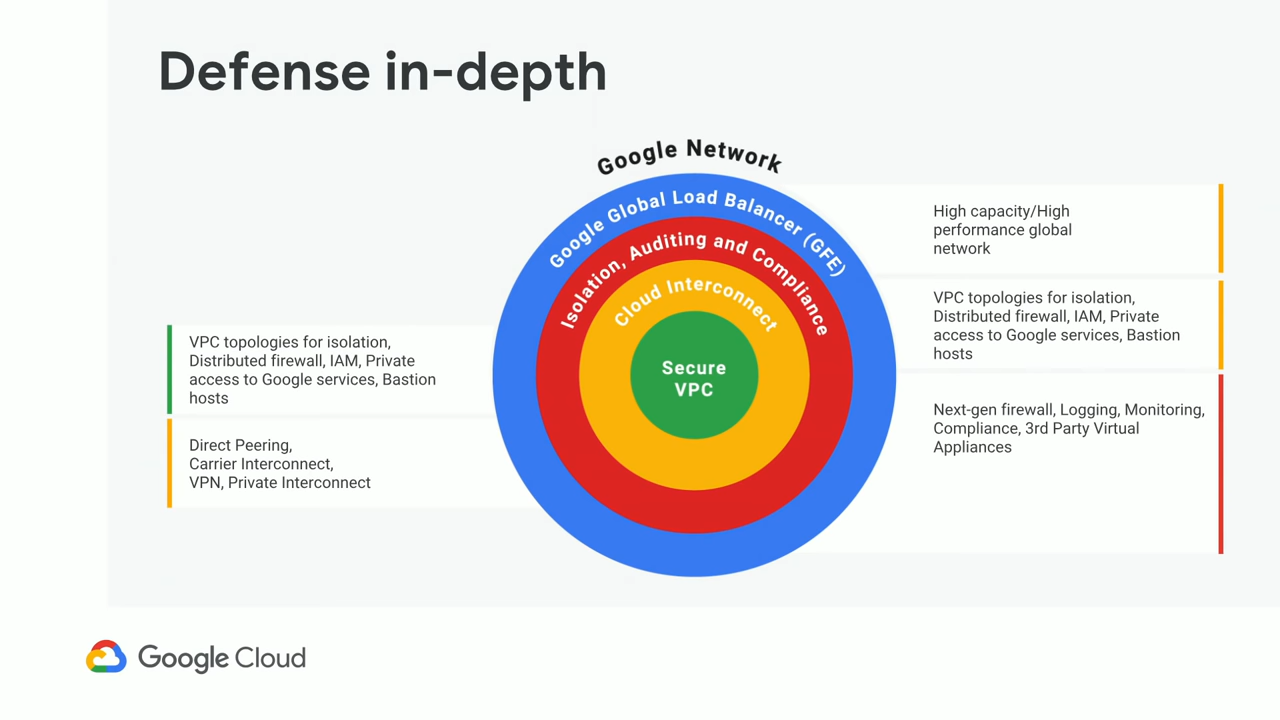 Defense in-depth
Google Network
Google Global Load Balancer (GFE)
Isolation, Auditing and Compliance
Cloud Interconnect
Secure
VPC
VPC topologies for isolation,
Distributed firewall, IAM, Private
access to Google services, Bastion
hosts
Direct Peering,
Carrier Interconnect,
VPN, Private Interconnect
High capacity/High
performance global
network
VPC topologies for isolation,
Distributed firewall, IAM, Private
access to Google services, Bastion
hosts
Next-gen firewall, Logging, Monitoring,
Compliance, 3rd Party Virtual
Appliances
Google Cloud